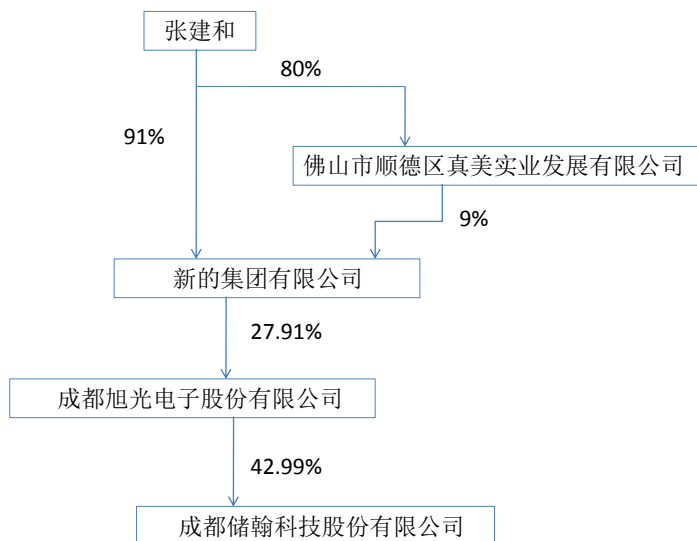 张建和
80%
91%
佛山市顺德区真美实业发展有限公司
9%
新的集团有限公司
27.91%
成都旭光电子股份有限公司
42.99%
成都储翰科技股份有限公司